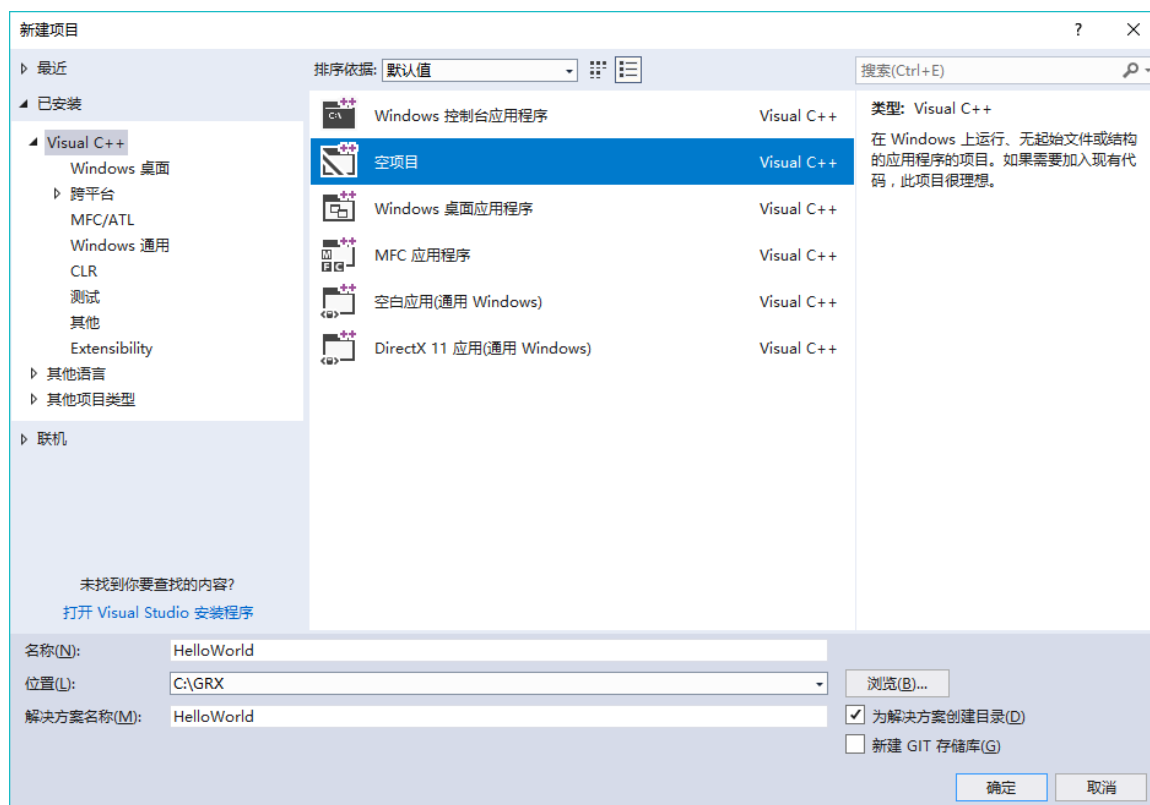 新建项目
?
最近
已安装
Visual C++
Windows 桌面
跨平台
MFC/ATL
Windows 通用
CLR
测试
其他
Extensibility
其他语言
其他项目类型
联机
未找到你要查找的内容?
打开 Visual Studio 安装程序
排序依据: 默认值
Windows 控制台应用程序 Visual C++
空项目 Visual C++
Windows 桌面应用程序 Visual C++
MFC 应用程序 Visual C++
空白应用(通用 Windows) Visual C++
DirectX 11 应用(通用 Windows) Visual C++
搜索(Ctrl+E)
类型: Visual C++
在 Windows 上运行、无起始文件或结构
的应用程序的项目。如果需要加入现有代
码，此项目很理想。
名称(N): HelloWorld
位置(L): C:\GRX 浏览(B)...
解决方案名称(M): HelloWorld 为解决方案创建目录(D)
新建 GIT 存储库(G)
确定 取消